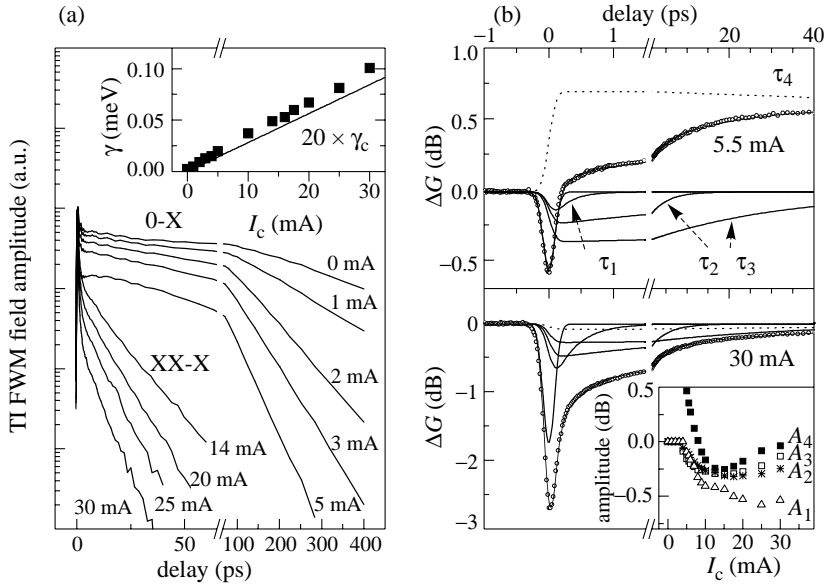 (a)
TI FWM field amplitude (a.u.)
0.10
0.05
0.00
γ (meV)
20 × γc
0 10 20 30
Ic (mA)
0-X
0 mA
1 mA
2 mA
3 mA
5 mA
XX-X
14 mA
20 mA
25 mA
30 mA
0 50 100 200 300 400
delay (ps)
(b)
delay (ps)
−1 0 1 0 20 40
1.0
0.5
0.0
−0.5
ΔG (dB)
τ4
5.5 mA
τ1
τ2
τ3
0
−1
−2
−3
ΔG (dB)
30 mA
0.5
0.0
−0.5
amplitude (dB)
A4
A3
A2
A1
0 10 20 30
Ic (mA)